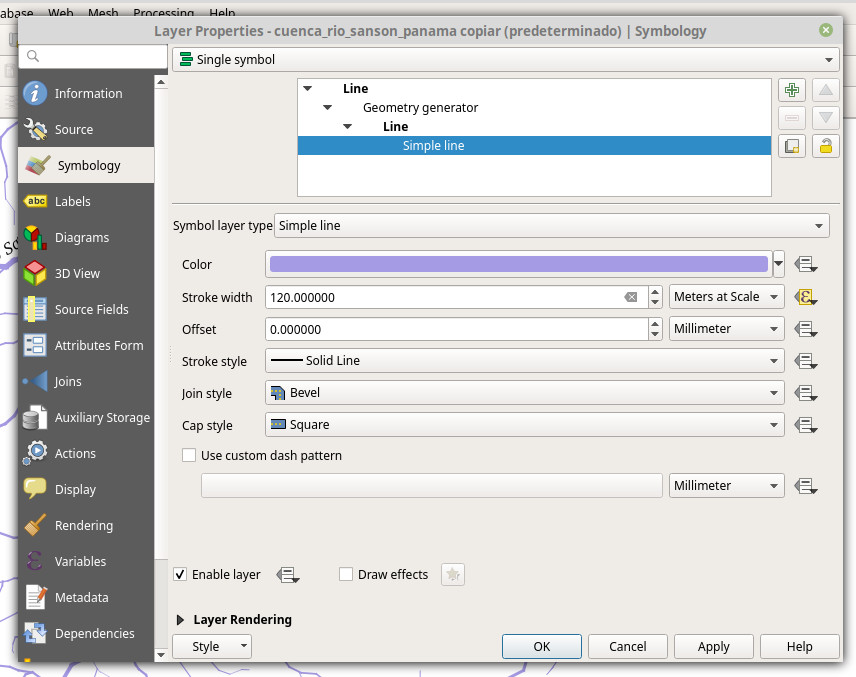 abase Web Mesh Processing Help
Layer Properties - cuenca_rio_sanson_panama copiar (predeterminado) | Symbology
Single symbol
Information
Source
Symbology
abc Labels
Diagrams
3D View
Source Fields
Attributes Form
Joins
Auxiliary Storage
Actions
Display
Rendering
Variables
Metadata
Dependencies
Line
Geometry generator
Line
Simple line
Symbol layer type Simple line
Color
Stroke width 120.000000 Meters at Scale
Offset 0.000000 Millimeter
Stroke style Solid Line
Join style Bevel
Cap style Square
Use custom dash pattern
Millimeter
Enable layer Draw effects
Layer Rendering
Style OK Cancel Apply Help